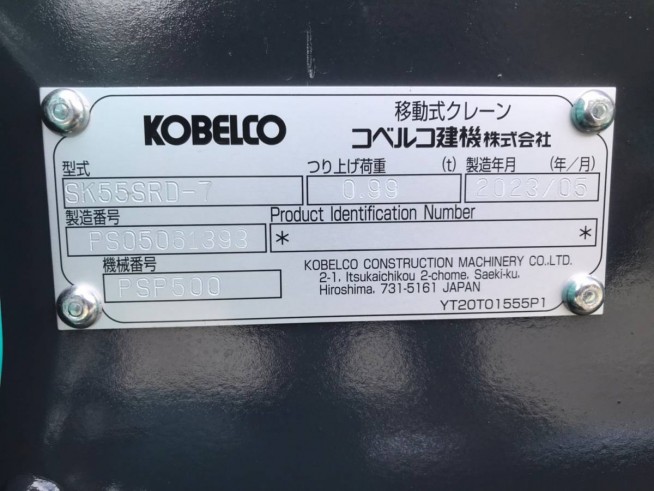 KOBELCO
移動式クレーン
コベルコ建機株式会社
型式
つり上げ荷重 (t)
製造年月 (年/月)
SK55SRD-7
0.99
2023/05
製造番号
Product Identification Number
PS05061393
* *
機械番号
PSF500
KOBELCO CONSTRUCTION MACHINERY CO.,LTD.
2-1, Itsukaichikou 2-chome, Saeki-ku,
Hiroshima, 731-5161 JAPAN
YT20T01555P1